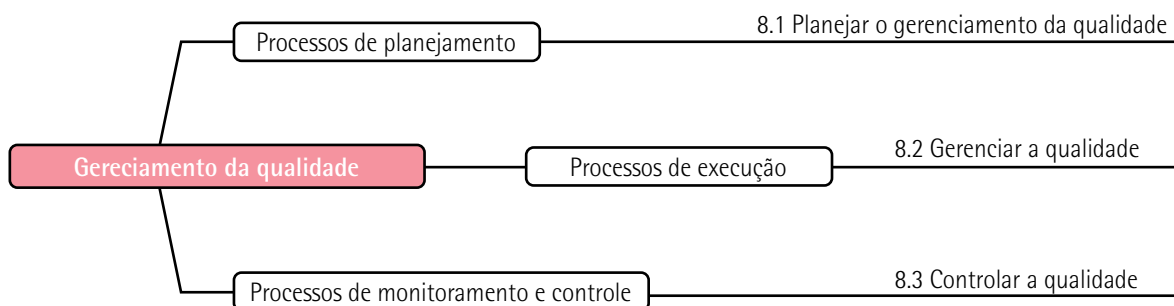 Processos de planejamento
8.1 Planejar o gerenciamento da qualidade
Gereciamento da qualidade
Processos de execução
8.2 Gerenciar a qualidade
Processos de monitoramento e controle
8.3 Controlar a qualidade